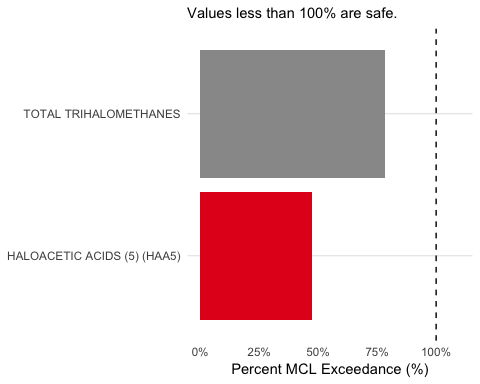 Values less than 100% are safe.
TOTAL TRIHALOMETHANES
HALOACETIC ACIDS (5) (HAA5)
0% 25% 50% 75% 100%
Percent MCL Exceedance (%)